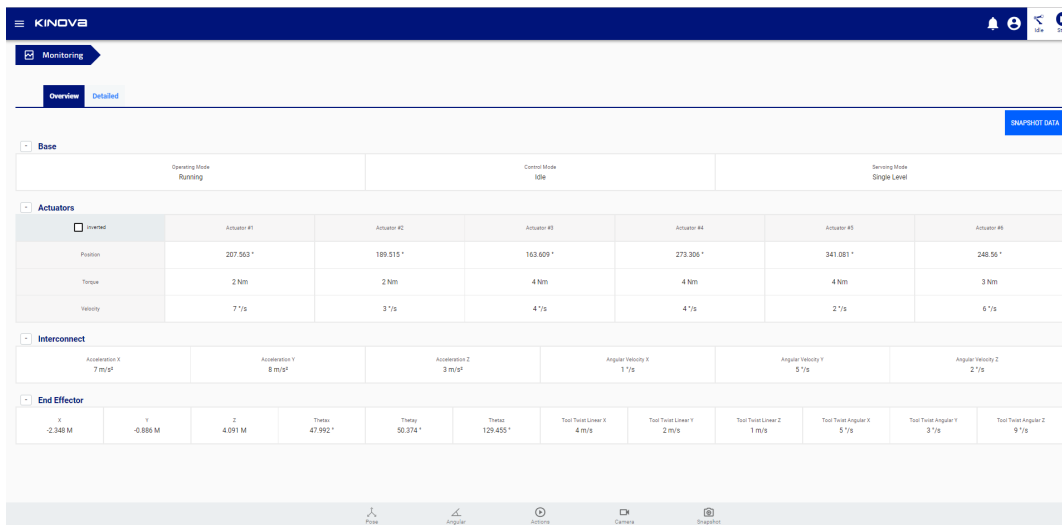 KINOVA
Idle
Monitoring
Overview Detailed
SNAPSHOT DATA
- Base
Operating Mode Control Mode Servoing Mode
Running Idle Single Level
- Actuators
Inverted Actuator #1 Actuator #2 Actuator #3 Actuator #4 Actuator #5 Actuator #6
Position 207.563 ° 189.515 ° 163.609 ° 273.306 ° 341.081 ° 248.56 °
Torque 2 Nm 2 Nm 4 Nm 4 Nm 4 Nm 3 Nm
Velocity 7 °/s 3 °/s 4 °/s 4 °/s 2 °/s 6 °/s
- Interconnect
Acceleration X Acceleration Y Acceleration Z Angular Velocity X Angular Velocity Y Angular Velocity Z
7 m/s² 8 m/s² 3 m/s² 1 °/s 5 °/s 2 °/s
- End Effector
X Y Z Thetax Thetay Thetaz Tool Twist Linear X Tool Twist Linear Y Tool Twist Linear Z Tool Twist Angular X Tool Twist Angular Y Tool Twist Angular Z
-2.348 M -0.886 M 4.091 M 47.992 ° 50.374 ° 129.455 ° 4 m/s 2 m/s 1 m/s 5 °/s 3 °/s 9 °/s
Pose Angular Actions Camera Snapshot